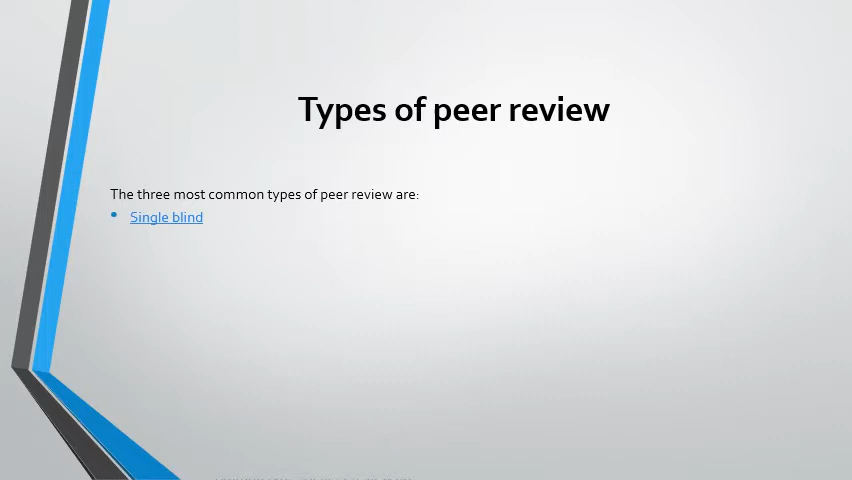 Types of peer review
The three most common types of peer review are:
• Single blind